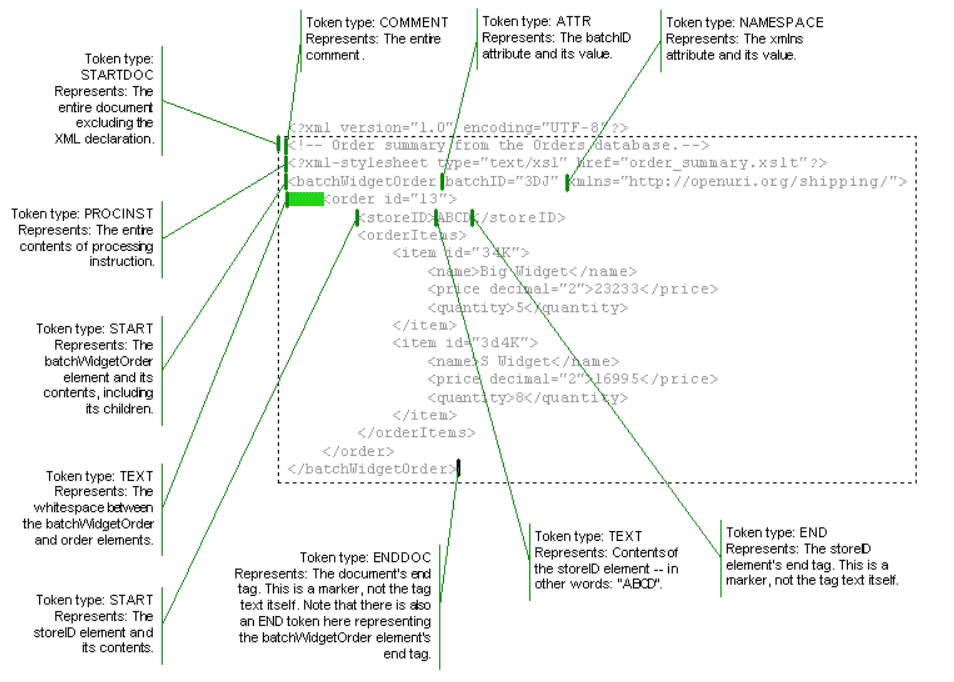 Token type: COMMENT
Represents: The entire
comment.
Token type: ATTR
Represents: The batchID
attribute and its value.
Token type: NAMESPACE
Represents: The xmlns
attribute and its value.
Token type:
STARTDOC
Represents: The
entire document
excluding the
XML declaration.
<?xml version="1.0" encoding="UTF-8"?>
<!-- Order summary from the Orders database.-->
<?xml-stylesheet type="text/xsl" href="order_summary.xslt"?>
<batchWidgetOrder batchID="3DJ" xmlns="http://openuri.org/shipping/">
<order id="13">
<storeID>ABCD</storeID>
<orderItems>
<item id="34K">
<name>Big Widget</name>
<price decimal="2">23233</price>
<quantity>5</quantity>
</item>
<item id="3d4K">
<name>S Widget</name>
<price decimal="2">16995</price>
<quantity>8</quantity>
</item>
</orderItems>
</order>
</batchWidgetOrder>
Token type: PROCINST
Represents: The entire
contents of processing
instruction.
Token type: START
Represents: The
batchWidgetOrder
element and its
contents, including
its children.
Token type: TEXT
Represents: The
whitespace between
the batchWidgetOrder
and order elements.
Token type: START
Represents: The
storeID element and
its contents.
Token type: ENDDOC
Represents: The document's end
tag. This is a marker, not the tag
text itself. Note that there is also
an END token here representing
the batchWidgetOrder element's
end tag.
Token type: TEXT
Represents: Contents of
the storeID element -- in
other words: "ABCD".
Token type: END
Represents: The storeID
element's end tag. This is a
marker, not the tag text itself.